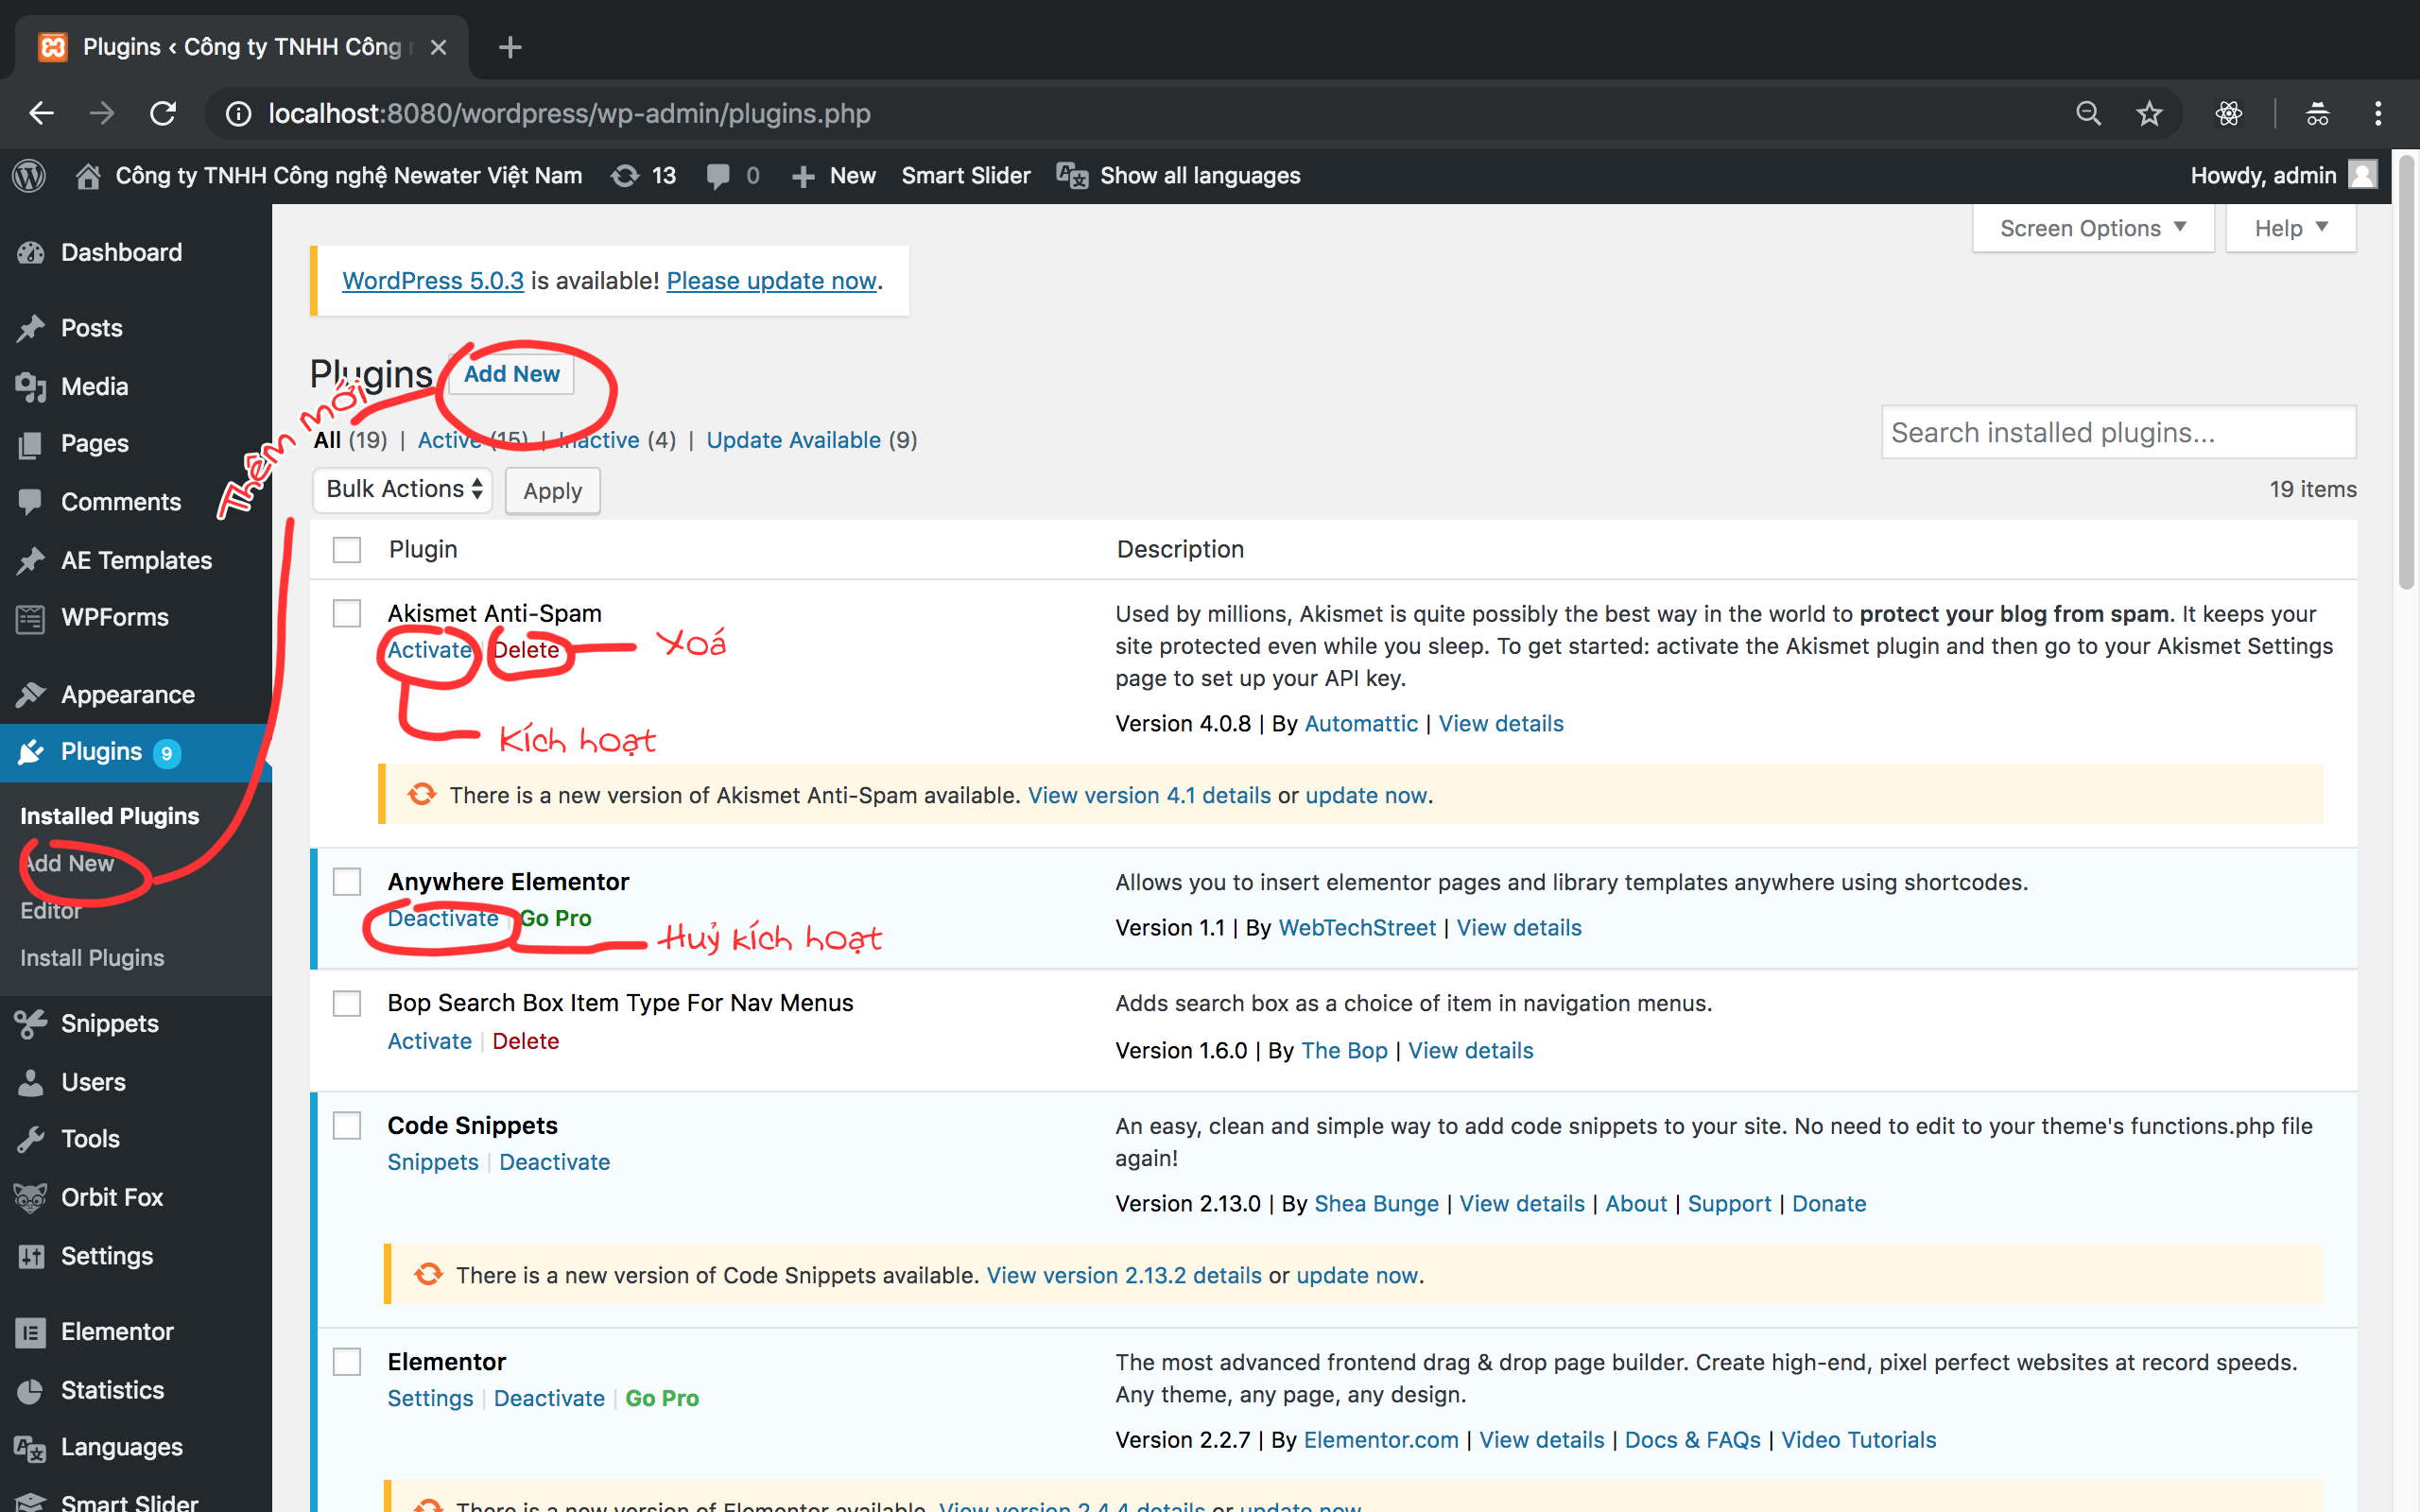 Plugins ‹ Công ty TNHH Công
localhost:8080/wordpress/wp-admin/plugins.php
Công ty TNHH Công nghệ Newater Việt Nam 13 0 New Smart Slider Show all languages Howdy, admin
Screen Options Help
WordPress 5.0.3 is available! Please update now.
Plugins Add New
Thêm mới
All (19) | Active (15) | Inactive (4) | Update Available (9)
Search installed plugins...
Bulk Actions Apply
19 items
Dashboard
Posts
Media
Pages
Comments
AE Templates
WPForms
Appearance
Plugins 9
Installed Plugins
Add New
Editor
Install Plugins
Snippets
Users
Tools
Orbit Fox
Settings
Elementor
Statistics
Languages
Smart Slider
Plugin Description
Akismet Anti-Spam
Activate | Delete
Xoá
Kích hoạt
Used by millions, Akismet is quite possibly the best way in the world to protect your blog from spam. It keeps your
site protected even while you sleep. To get started: activate the Akismet plugin and then go to your Akismet Settings
page to set up your API key.
Version 4.0.8 | By Automattic | View details
There is a new version of Akismet Anti-Spam available. View version 4.1 details or update now.
Anywhere Elementor
Deactivate | Go Pro
Huỷ kích hoạt
Allows you to insert elementor pages and library templates anywhere using shortcodes.
Version 1.1 | By WebTechStreet | View details
Bop Search Box Item Type For Nav Menus
Activate | Delete
Adds search box as a choice of item in navigation menus.
Version 1.6.0 | By The Bop | View details
Code Snippets
Snippets | Deactivate
An easy, clean and simple way to add code snippets to your site. No need to edit to your theme's functions.php file
again!
Version 2.13.0 | By Shea Bunge | View details | About | Support | Donate
There is a new version of Code Snippets available. View version 2.13.2 details or update now.
Elementor
Settings | Deactivate | Go Pro
The most advanced frontend drag & drop page builder. Create high-end, pixel perfect websites at record speeds.
Any theme, any page, any design.
Version 2.2.7 | By Elementor.com | View details | Docs & FAQs | Video Tutorials
There is a new version of Elementor available. View version 2.4.4 details or update now.